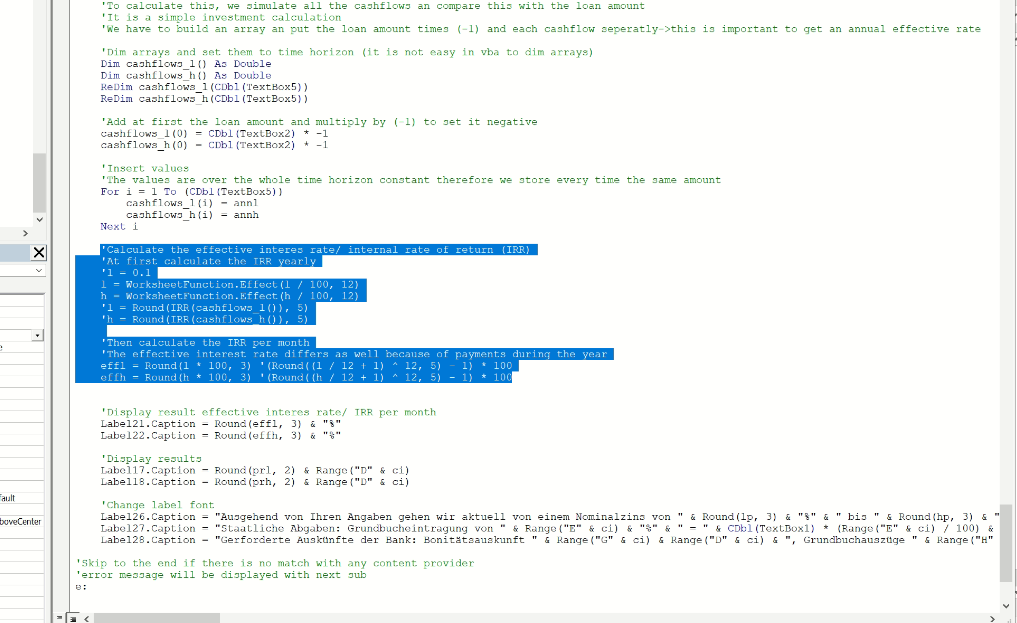 'To calculate this, we simulate all the cashflows an compare this with the loan amount
'It is a simple investment calculation
'We have to build an array an put the loan amount times (-1) and each cashflow seperatly->this is important to get an annual effective rate
'Dim arrays and set them to time horizon (it is not easy in vba to dim arrays)
Dim cashflows_l() As Double
Dim cashflows_h() As Double
ReDim cashflows_l(CDbl(TextBox5))
ReDim cashflows_h(CDbl(TextBox5))
'Add at first the loan amount and multiply by (-1) to set it negative
cashflows_l(0) = CDbl(TextBox2) * -1
cashflows_h(0) = CDbl(TextBox2) * -1
'Insert values
'The values are over the whole time horizon constant therefore we store every time the same amount
For i = 1 To (CDbl(TextBox5))
cashflows_l(i) = annl
cashflows_h(i) = annh
Next i
'Calculate the effective interes rate/ internal rate of return (IRR)
'At first calculate the IRR yearly
'l = 0.1
l = WorksheetFunction.Effect(l / 100, 12)
h = WorksheetFunction.Effect(h / 100, 12)
'l = Round(IRR(cashflows_l()), 5)
'h = Round(IRR(cashflows_h()), 5)
'Then calculate the IRR per month
'The effective interest rate differs as well because of payments during the year
effl = Round(l * 100, 3) '(Round((l / 12 + 1) ^ 12, 5) - 1) * 100
effh = Round(h * 100, 3) '(Round((h / 12 + 1) ^ 12, 5) - 1) * 100
'Display result effective interes rate/ IRR per month
Label21.Caption = Round(effl, 3) & "%"
Label22.Caption = Round(effh, 3) & "%"
'Display results
Label17.Caption = Round(prl, 2) & Range("D" & ci)
Label18.Caption = Round(prh, 2) & Range("D" & ci)
fault
'Change label font
boveCenter
Label26.Caption = "Ausgehend von Ihren Angaben gehen wir aktuell von einem Nominalzins von " & Round(lp, 3) & "%" & " bis " & Round(hp, 3) & "
Label27.Caption = "Staatliche Abgaben: Grundbucheintragung von " & Range("E" & ci) & "%" & " = " & CDbl(TextBox1) * (Range("E" & ci) / 100) &
Label28.Caption = "Gerforderte Auskünfte der Bank: Bonitätsauskunft " & Range("G" & ci) & Range("D" & ci) & ", Grundbuchauszüge " & Range("H"
'Skip to the end if there is no match with any content provider
'error message will be displayed with next sub
e: